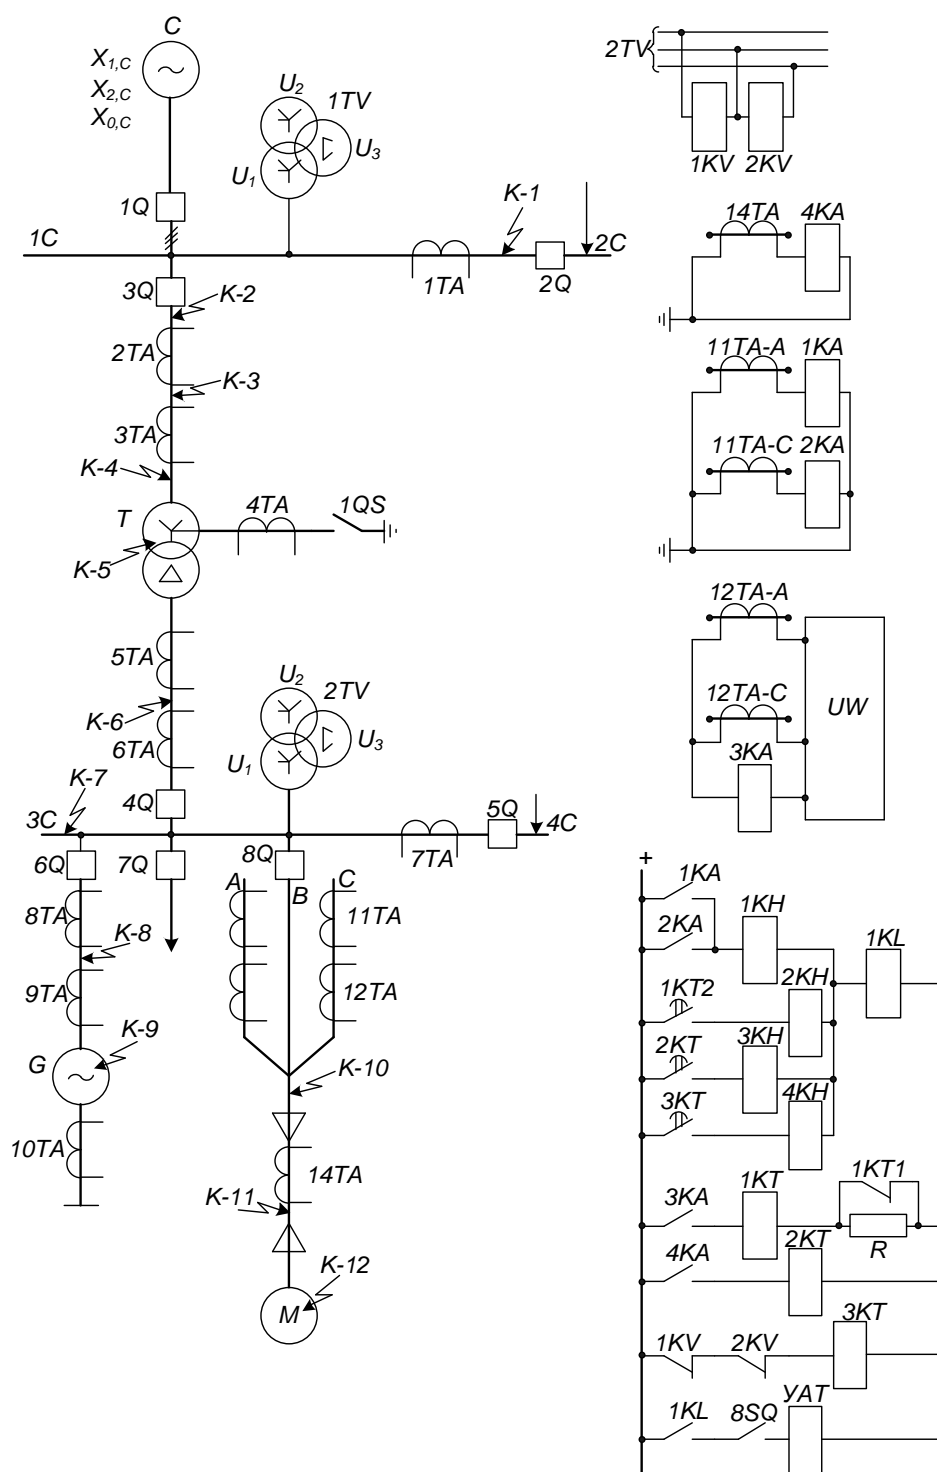 C
X1,C
X2,C
X0,C
1Q
1C
U2
1TV
U3
U1
K-1
2C
2Q
1TA
3Q
K-2
2TA
K-3
3TA
K-4
T
4TA
1QS
K-5
5TA
K-6
6TA
U2
2TV
U3
U1
K-7
4Q
3C
5Q
4C
7TA
6Q
7Q
8Q
A
B
C
8TA
11TA
K-8
12TA
9TA
K-9
G
K-10
10TA
14TA
K-11
K-12
M
2TV
1KV
2KV
14TA
4KA
11TA-A
1KA
11TA-C
2KA
12TA-A
12TA-C
UW
3KA
+
1KA
1KH
2KA
1KL
2KH
1KT2
3KH
2KT
4KH
3KT
1KT
1KT1
3KA
R
2KT
4KA
3KT
1KV
2KV
УАТ
1KL
8SQ